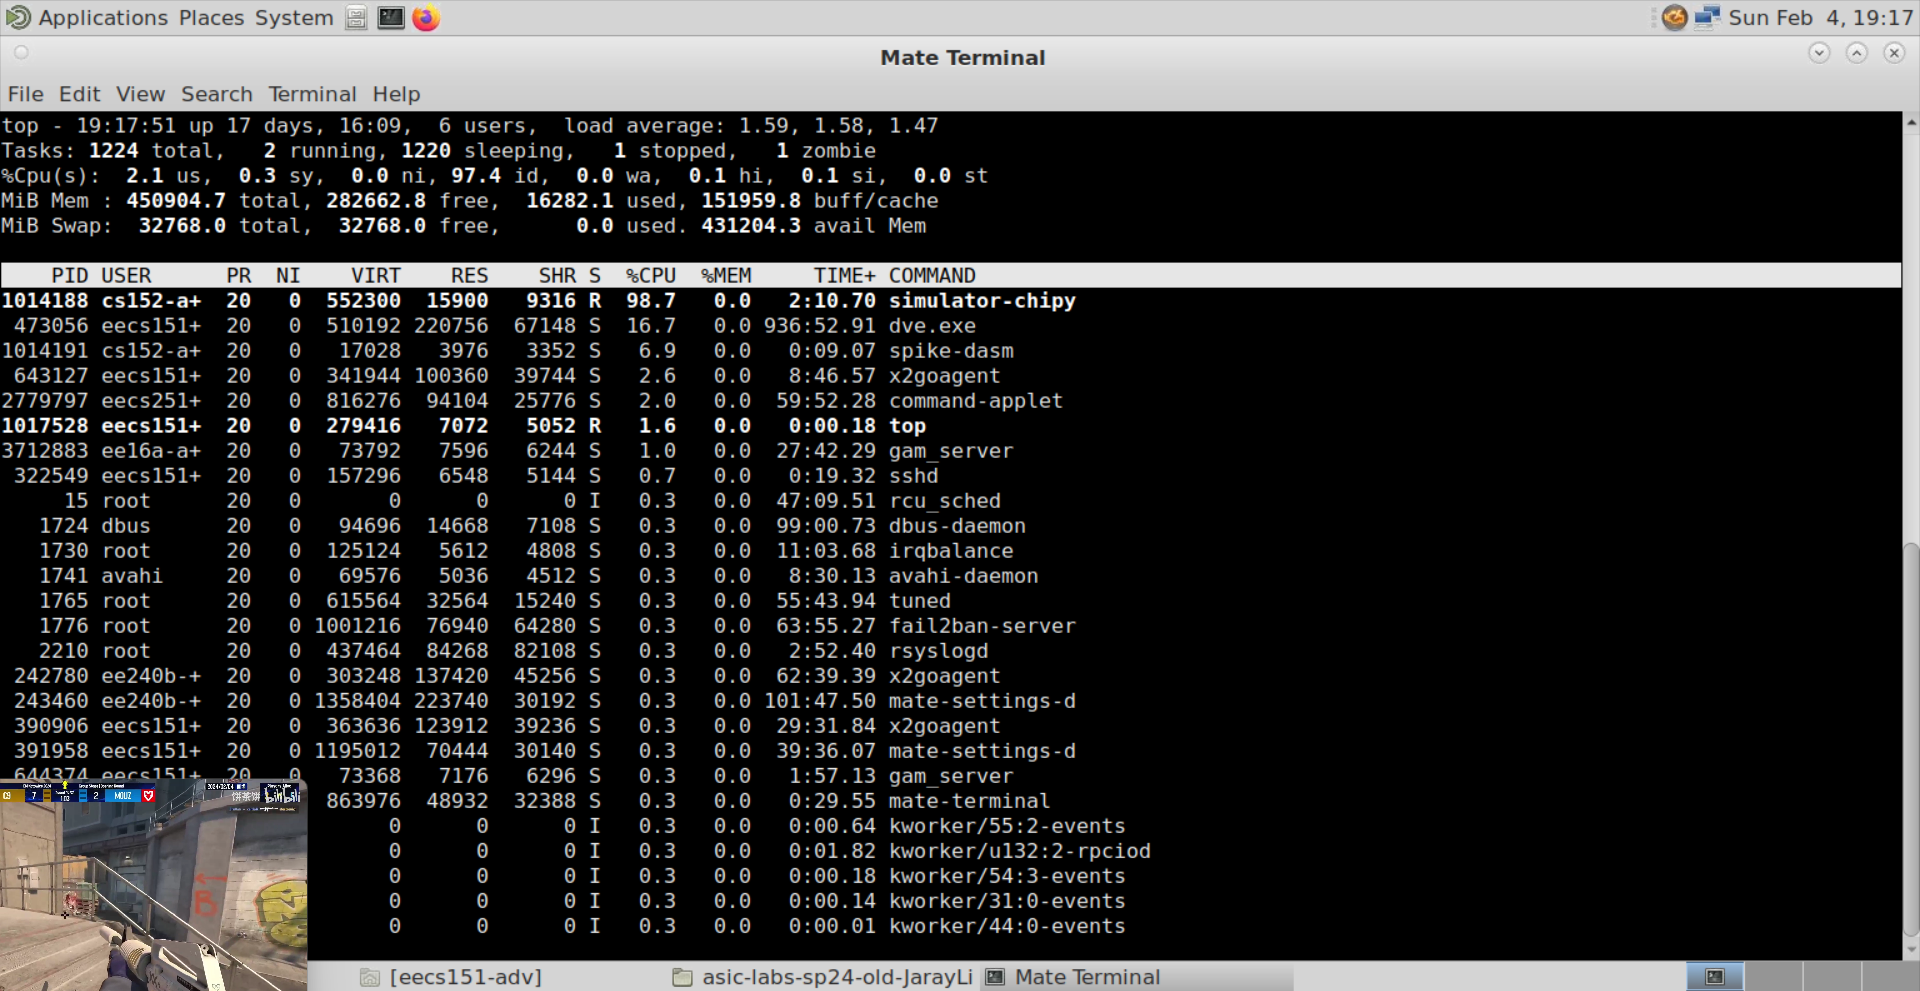 Applications Places System Sun Feb 4, 19:17
Mate Terminal
File Edit View Search Terminal Help
top - 19:17:51 up 17 days, 16:09, 6 users, load average: 1.59, 1.58, 1.47
Tasks: 1224 total, 2 running, 1220 sleeping, 1 stopped, 1 zombie
%Cpu(s): 2.1 us, 0.3 sy, 0.0 ni, 97.4 id, 0.0 wa, 0.1 hi, 0.1 si, 0.0 st
MiB Mem : 450904.7 total, 282662.8 free, 16282.1 used, 151959.8 buff/cache
MiB Swap: 32768.0 total, 32768.0 free, 0.0 used. 431204.3 avail Mem
PID USER PR NI VIRT RES SHR S %CPU %MEM TIME+ COMMAND
1014188 cs152-a+ 20 0 552300 15900 9316 R 98.7 0.0 2:10.70 simulator-chipy
473056 eecs151+ 20 0 510192 220756 67148 S 16.7 0.0 936:52.91 dve.exe
1014191 cs152-a+ 20 0 17028 3976 3352 S 6.9 0.0 0:09.07 spike-dasm
643127 eecs151+ 20 0 341944 100360 39744 S 2.6 0.0 8:46.57 x2goagent
2779797 eecs251+ 20 0 816276 94104 25776 S 2.0 0.0 59:52.28 command-applet
1017528 eecs151+ 20 0 279416 7072 5052 R 1.6 0.0 0:00.18 top
3712883 ee16a-a+ 20 0 73792 7596 6244 S 1.0 0.0 27:42.29 gam_server
322549 eecs151+ 20 0 157296 6548 5144 S 0.7 0.0 0:19.32 sshd
15 root 20 0 0 0 0 I 0.3 0.0 47:09.51 rcu_sched
1724 dbus 20 0 94696 14668 7108 S 0.3 0.0 99:00.73 dbus-daemon
1730 root 20 0 125124 5612 4808 S 0.3 0.0 11:03.68 irqbalance
1741 avahi 20 0 69576 5036 4512 S 0.3 0.0 8:30.13 avahi-daemon
1765 root 20 0 615564 32564 15240 S 0.3 0.0 55:43.94 tuned
1776 root 20 0 1001216 76940 64280 S 0.3 0.0 63:55.27 fail2ban-server
2210 root 20 0 437464 84268 82108 S 0.3 0.0 2:52.40 rsyslogd
242780 ee240b-+ 20 0 303248 137420 45256 S 0.3 0.0 62:39.39 x2goagent
243460 ee240b-+ 20 0 1358404 223740 30192 S 0.3 0.0 101:47.50 mate-settings-d
390906 eecs151+ 20 0 363636 123912 39236 S 0.3 0.0 29:31.84 x2goagent
391958 eecs151+ 20 0 1195012 70444 30140 S 0.3 0.0 39:36.07 mate-settings-d
644374 eecs151+ 20 0 73368 7176 6296 S 0.3 0.0 1:57.13 gam_server
863976 48932 32388 S 0.3 0.0 0:29.55 mate-terminal
0 0 0 I 0.3 0.0 0:00.64 kworker/55:2-events
0 0 0 I 0.3 0.0 0:01.82 kworker/u132:2-rpciod
0 0 0 I 0.3 0.0 0:00.18 kworker/54:3-events
0 0 0 I 0.3 0.0 0:00.14 kworker/31:0-events
0 0 0 I 0.3 0.0 0:00.01 kworker/44:0-events
C9 7 2 MOUZ
B
[eecs151-adv] asic-labs-sp24-old-JarayLi Mate Terminal